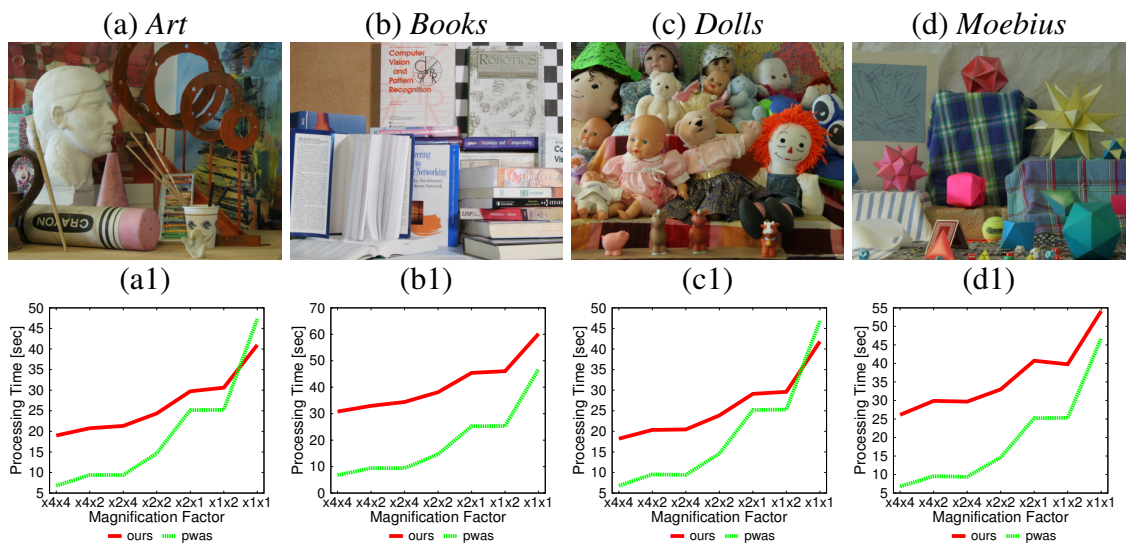 (a) Art
(b) Books
(c) Dolls
(d) Moebius
CRAYON
Computer
Vision
and
Pattern
Recognition
ROBOTICS
Networking
(a1)
(b1)
(c1)
(d1)
Processing Time [sec]
50
45
40
35
30
25
20
15
10
5
x4x4 x4x2 x2x4 x2x2 x2x1 x1x2 x1x1
Magnification Factor
ours pwas
Processing Time [sec]
70
60
50
40
30
20
10
0
x4x4 x4x2 x2x4 x2x2 x2x1 x1x2 x1x1
Magnification Factor
ours pwas
Processing Time [sec]
50
45
40
35
30
25
20
15
10
5
x4x4 x4x2 x2x4 x2x2 x2x1 x1x2 x1x1
Magnification Factor
ours pwas
Processing Time [sec]
55
50
45
40
35
30
25
20
15
10
5
x4x4 x4x2 x2x4 x2x2 x2x1 x1x2 x1x1
Magnification Factor
ours pwas